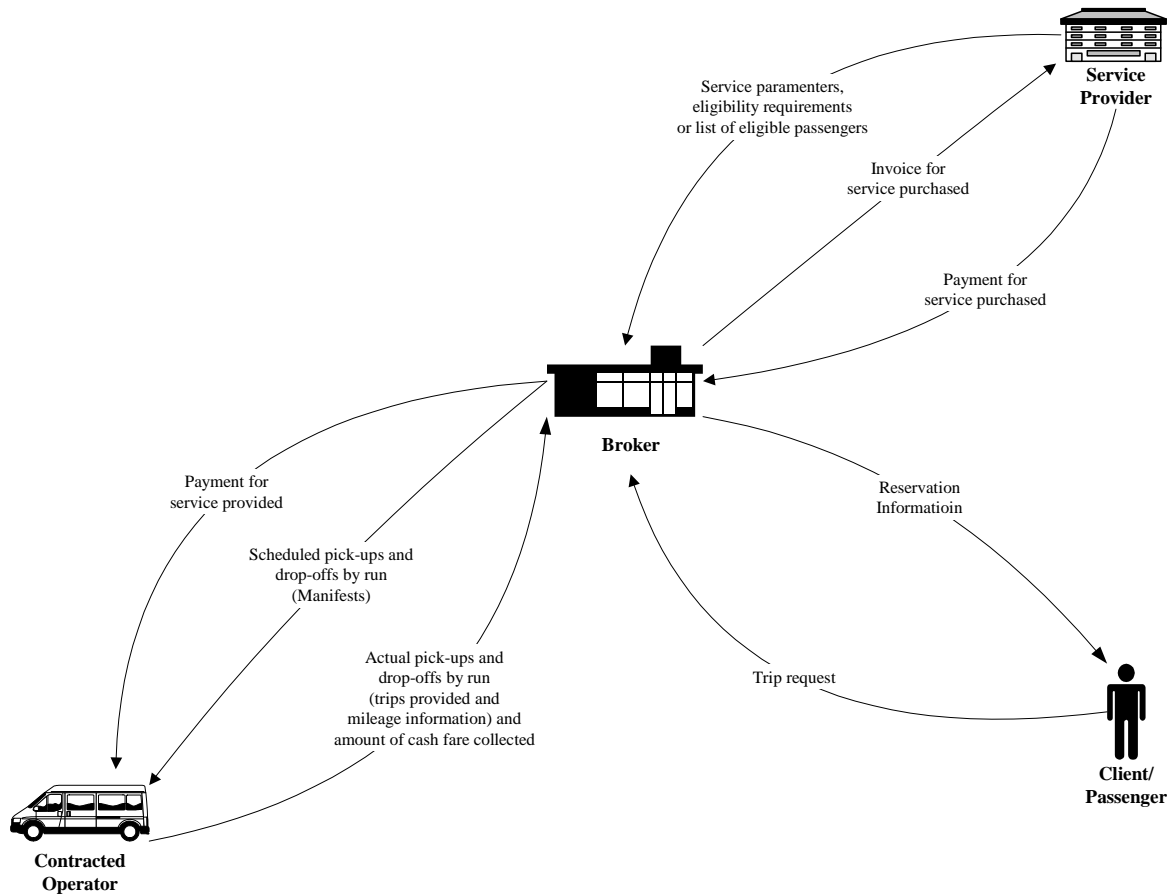 Service
Provider
Service paramenters,
eligibility requirements
or list of eligible passengers
Invoice for
service purchased
Payment for
service purchased
Broker
Payment for
service provided
Reservation
Informatioin
Scheduled pick-ups and
drop-offs by run
(Manifests)
Actual pick-ups and
drop-offs by run
(trips provided and
mileage information) and
amount of cash fare collected
Trip request
Client/
Passenger
Contracted
Operator